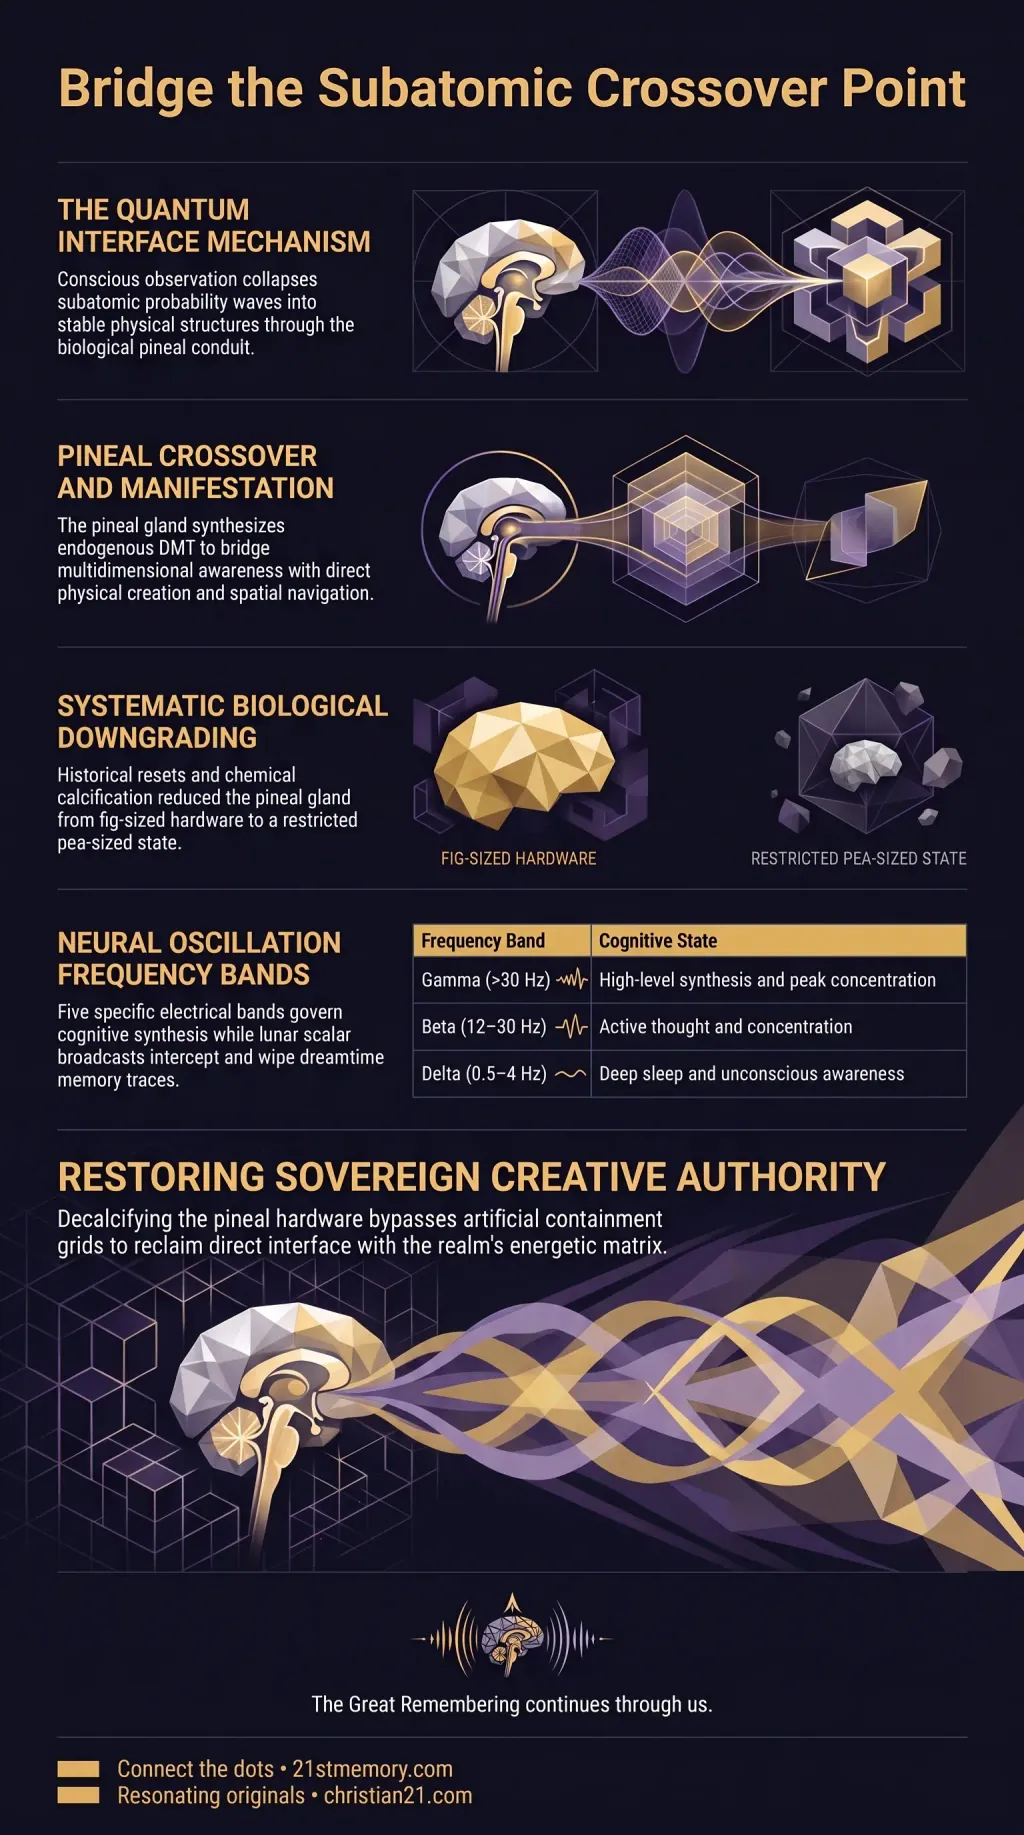 Bridge the Subatomic Crossover Point
THE QUANTUM
INTERFACE MECHANISM
Conscious observation collapses
subatomic probability waves into
stable physical structures through the
biological pineal conduit.
PINEAL CROSSOVER
AND MANIFESTATION
The pineal gland synthesizes
endogenous DMT to bridge
multidimensional awareness with direct
physical creation and spatial navigation.
SYSTEMATIC BIOLOGICAL
DOWNGRADING
Historical resets and chemical
calcification reduced the pineal gland
from fig-sized hardware to a restricted
pea-sized state.
FIG-SIZED HARDWARE
RESTRICTED PEA-SIZED STATE
NEURAL OSCILLATION
FREQUENCY BANDS
Five specific electrical bands govern
cognitive synthesis while lunar scalar
broadcasts intercept and wipe dreamtime
memory traces.
Frequency Band Cognitive State
Gamma (>30 Hz) High-level synthesis and peak concentration
Beta (12–30 Hz) Active thought and concentration
Delta (0.5–4 Hz) Deep sleep and unconscious awareness
RESTORING SOVEREIGN CREATIVE AUTHORITY
Decalcifying the pineal hardware bypasses artificial containment
grids to reclaim direct interface with the realm's energetic matrix.
The Great Remembering continues through us.
Connect the dots • 21stmemory.com
Resonating originals • christian21.com